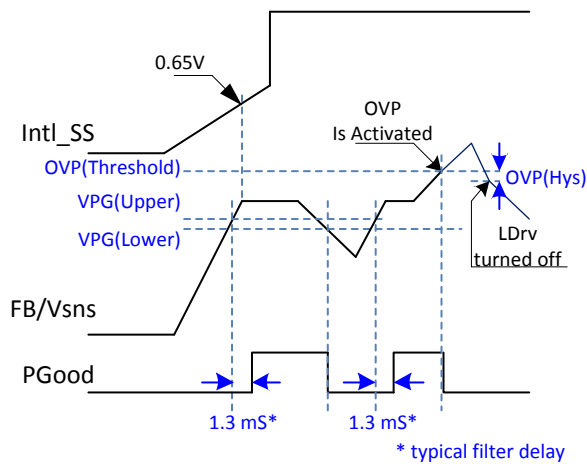 0.65V
Intl_SS
OVP
Is Activated
OVP(Threshold)
OVP(Hys)
VPG(Upper)
VPG(Lower)
LDrv
turned off
FB/Vsns
PGood
1.3 mS*
1.3 mS*
* typical filter delay